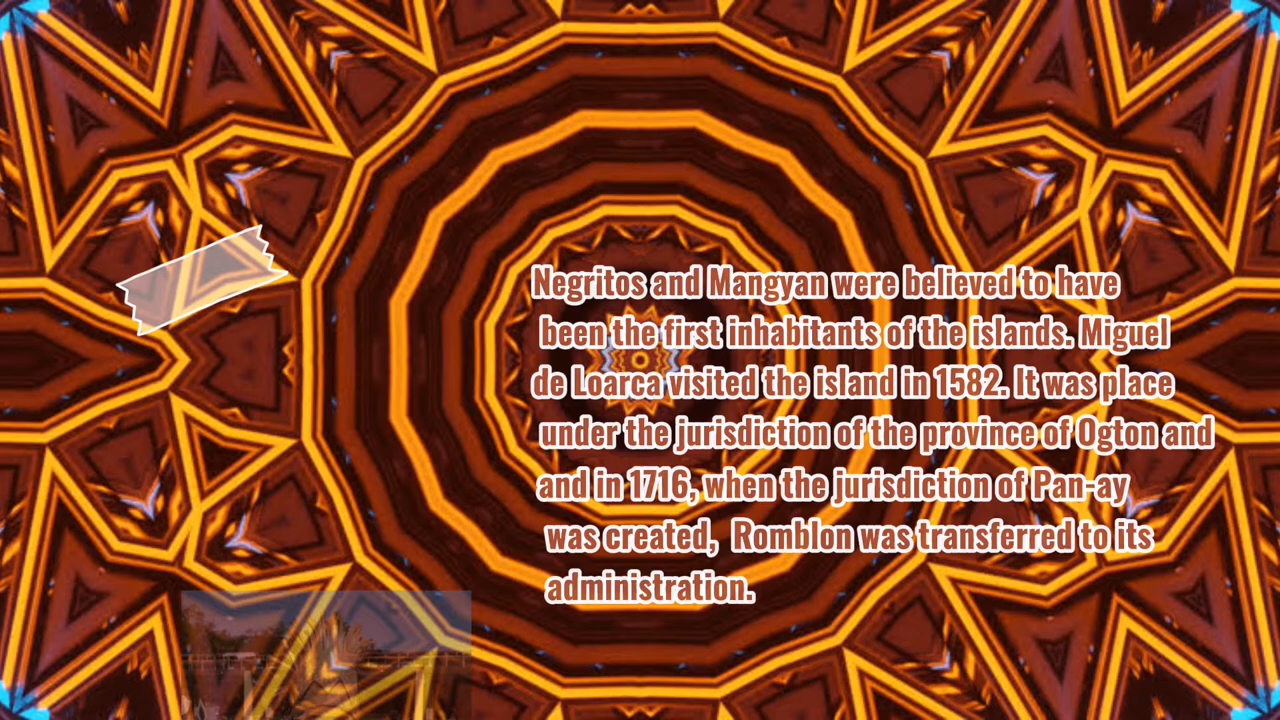 Negritos and Mangyan were believed to have
been the first inhabitants of the islands. Miguel
de Loarca visited the island in 1582. It was place
under the jurisdiction of the province of Ogton and
and in 1716, when the jurisdiction of Pan-ay
was created, Romblon was transferred to its
administration.